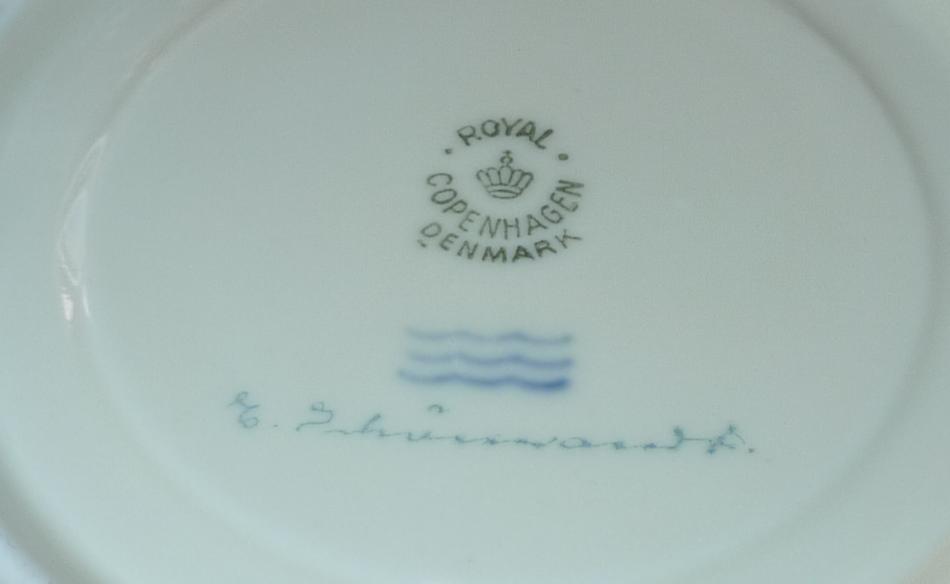 ROYAL
COPENHAGEN
DENMARK
E.